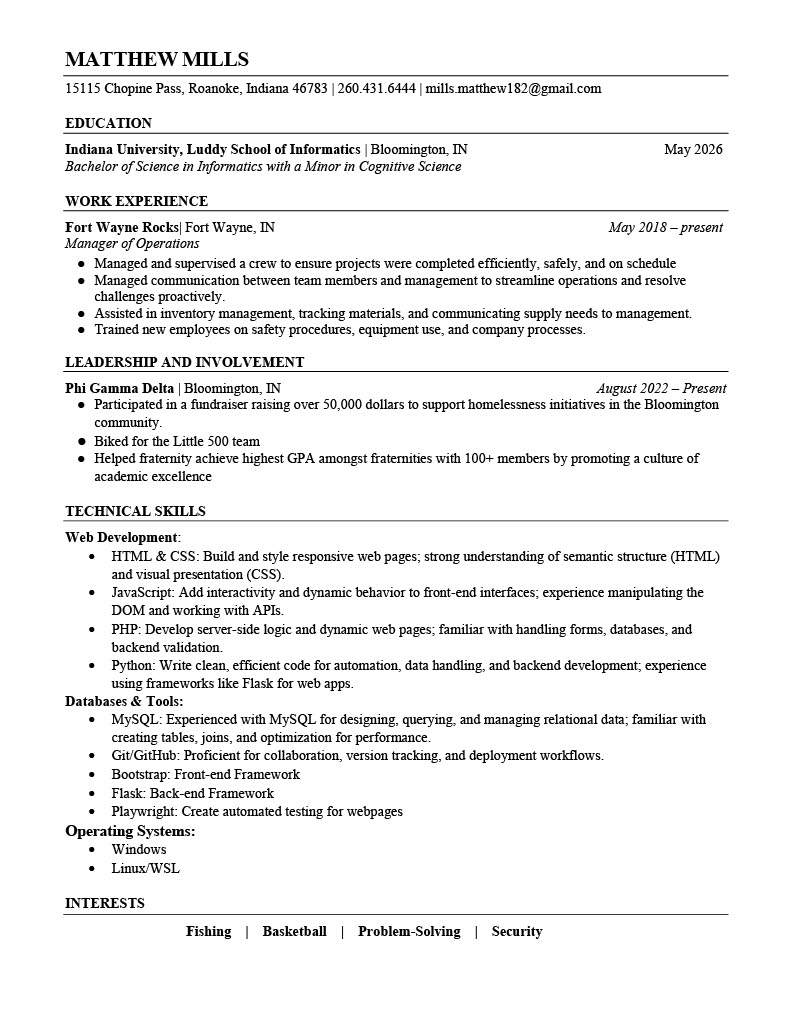 MATTHEW MILLS
15115 Chopine Pass, Roanoke, Indiana 46783 | 260.431.6444 | mills.matthew182@gmail.com
EDUCATION
Indiana University, Luddy School of Informatics | Bloomington, IN May 2026
Bachelor of Science in Informatics with a Minor in Cognitive Science
WORK EXPERIENCE
Fort Wayne Rocks| Fort Wayne, IN May 2018 – present
Manager of Operations
● Managed and supervised a crew to ensure projects were completed efficiently, safely, and on schedule
● Managed communication between team members and management to streamline operations and resolve
challenges proactively.
● Assisted in inventory management, tracking materials, and communicating supply needs to management.
● Trained new employees on safety procedures, equipment use, and company processes.
LEADERSHIP AND INVOLVEMENT
Phi Gamma Delta | Bloomington, IN August 2022 – Present
● Participated in a fundraiser raising over 50,000 dollars to support homelessness initiatives in the Bloomington
community.
● Biked for the Little 500 team
● Helped fraternity achieve highest GPA amongst fraternities with 100+ members by promoting a culture of
academic excellence
TECHNICAL SKILLS
Web Development:
• HTML & CSS: Build and style responsive web pages; strong understanding of semantic structure (HTML)
and visual presentation (CSS).
• JavaScript: Add interactivity and dynamic behavior to front-end interfaces; experience manipulating the
DOM and working with APIs.
• PHP: Develop server-side logic and dynamic web pages; familiar with handling forms, databases, and
backend validation.
• Python: Write clean, efficient code for automation, data handling, and backend development; experience
using frameworks like Flask for web apps.
Databases & Tools:
• MySQL: Experienced with MySQL for designing, querying, and managing relational data; familiar with
creating tables, joins, and optimization for performance.
• Git/GitHub: Proficient for collaboration, version tracking, and deployment workflows.
• Bootstrap: Front-end Framework
• Flask: Back-end Framework
• Playwright: Create automated testing for webpages
Operating Systems:
• Windows
• Linux/WSL
INTERESTS
Fishing | Basketball | Problem-Solving | Security